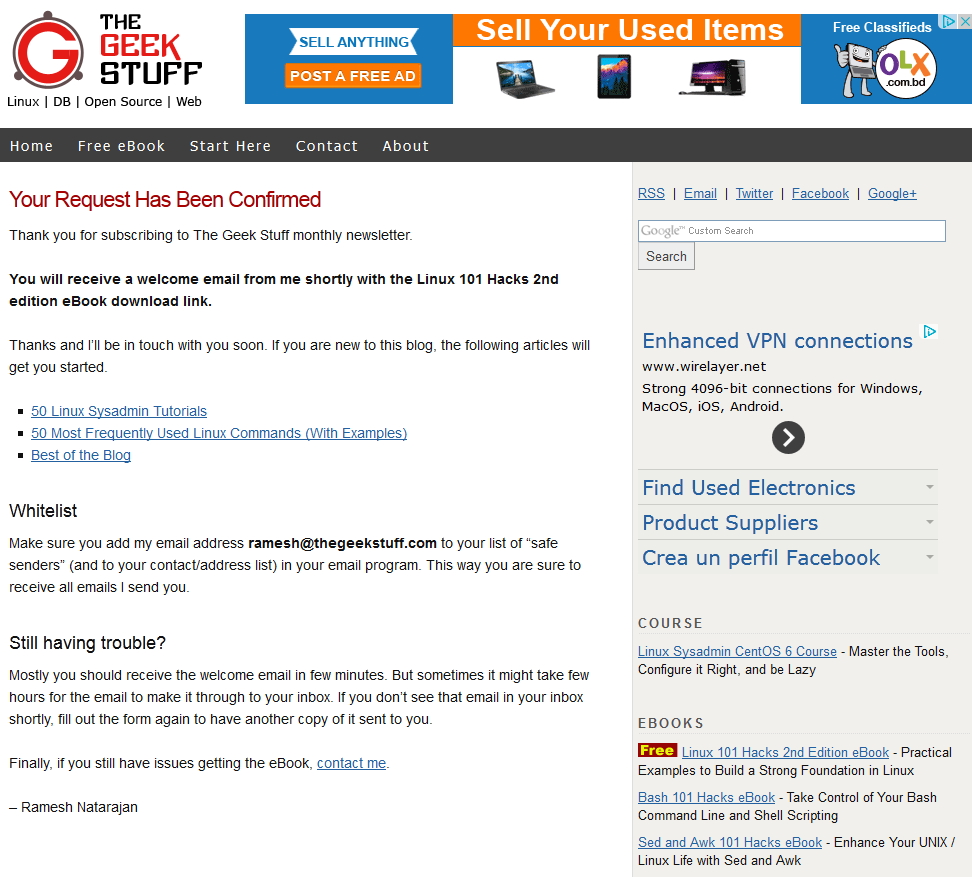 THE
GEEK
STUFF
Linux | DB | Open Source | Web
SELL ANYTHING
POST A FREE AD
Sell Your Used Items
Free Classifieds
OLX
.com.bd
Home Free eBook Start Here Contact About
Your Request Has Been Confirmed
Thank you for subscribing to The Geek Stuff monthly newsletter.
You will receive a welcome email from me shortly with the Linux 101 Hacks 2nd
edition eBook download link.
Thanks and I’ll be in touch with you soon. If you are new to this blog, the following articles will
get you started.
50 Linux Sysadmin Tutorials
50 Most Frequently Used Linux Commands (With Examples)
Best of the Blog
Whitelist
Make sure you add my email address ramesh@thegeekstuff.com to your list of “safe
senders” (and to your contact/address list) in your email program. This way you are sure to
receive all emails I send you.
Still having trouble?
Mostly you should receive the welcome email in few minutes. But sometimes it might take few
hours for the email to make it through to your inbox. If you don’t see that email in your inbox
shortly, fill out the form again to have another copy of it sent to you.
Finally, if you still have issues getting the eBook, contact me.
– Ramesh Natarajan
RSS | Email | Twitter | Facebook | Google+
Google™ Custom Search
Search
Enhanced VPN connections
www.wirelayer.net
Strong 4096-bit connections for Windows,
MacOS, iOS, Android.
Find Used Electronics
Product Suppliers
Crea un perfil Facebook
COURSE
Linux Sysadmin CentOS 6 Course - Master the Tools,
Configure it Right, and be Lazy
EBOOKS
Free Linux 101 Hacks 2nd Edition eBook - Practical
Examples to Build a Strong Foundation in Linux
Bash 101 Hacks eBook - Take Control of Your Bash
Command Line and Shell Scripting
Sed and Awk 101 Hacks eBook - Enhance Your UNIX /
Linux Life with Sed and Awk